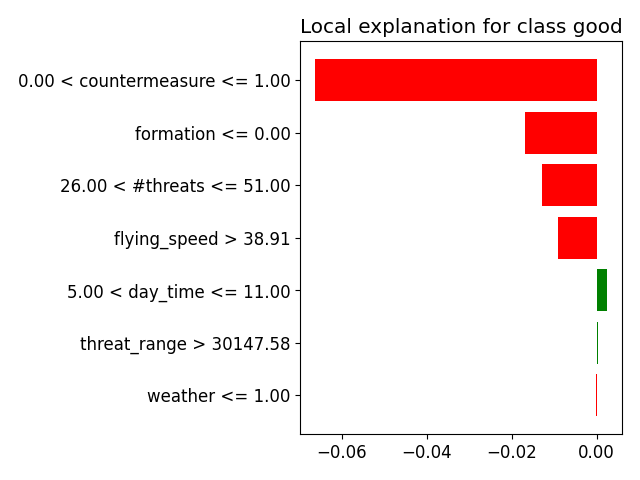 Local explanation for class good
0.00 < countermeasure <= 1.00
formation <= 0.00
26.00 < #threats <= 51.00
flying_speed > 38.91
5.00 < day_time <= 11.00
threat_range > 30147.58
weather <= 1.00
−0.06 −0.04 −0.02 0.00